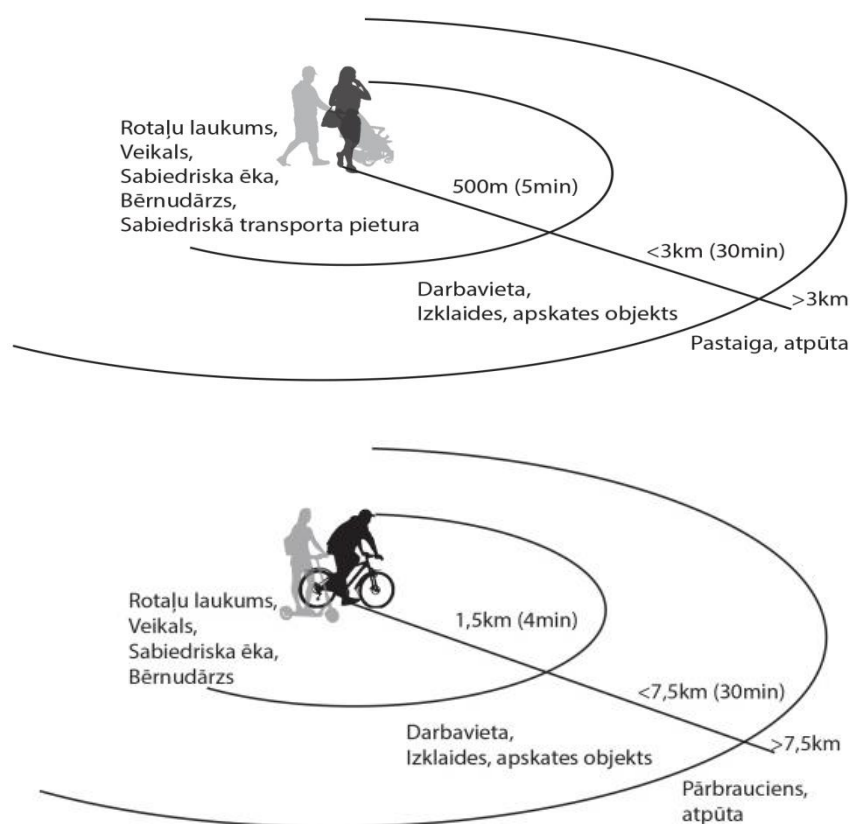 Rotaļu laukums,
Veikals,
Sabiedriska ēka,
Bērnudārzs,
Sabiedriskā transporta pietura
500m (5min)
<3km (30min)
>3km
Darbavieta,
Izklaides, apskates objekts
Pastaiga, atpūta
Rotaļu laukums,
Veikals,
Sabiedriska ēka,
Bērnudārzs
1,5km (4min)
<7,5km (30min)
>7,5km
Darbavieta,
Izklaides, apskates objekts
Pārbrauciens,
atpūta